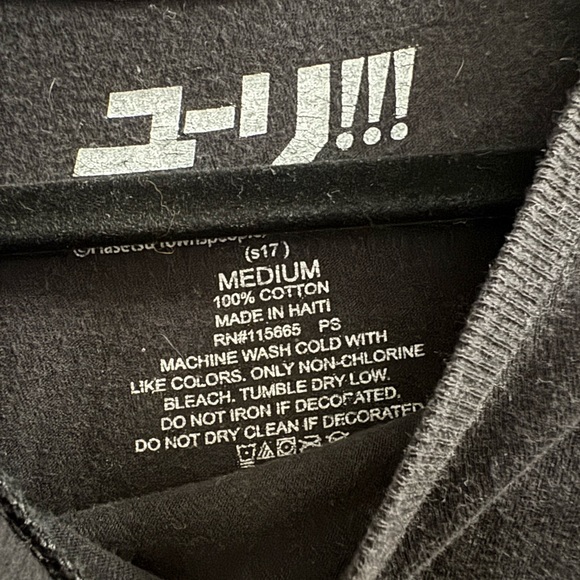 ユーリ!!!
(s17)
MEDIUM
100% COTTON
MADE IN HAITI
RN#115665 PS
MACHINE WASH COLD WITH
LIKE COLORS. ONLY NON-CHLORINE
BLEACH. TUMBLE DRY LOW.
DO NOT IRON IF DECORATED.
DO NOT DRY CLEAN IF DECORATED